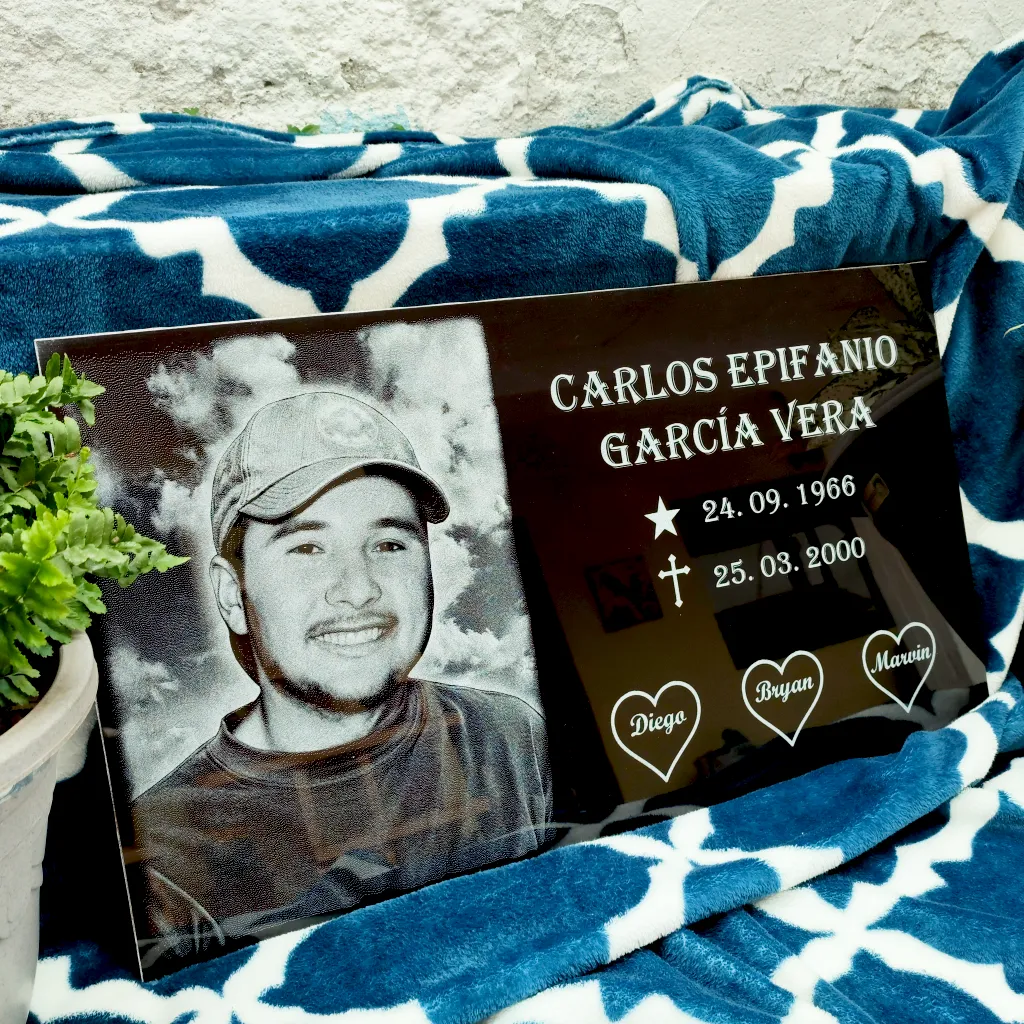 CARLOS EPIFANIO
GARCÍA VERA
24. 09. 1966
25. 03. 2000
Diego
Bryan
Marvin